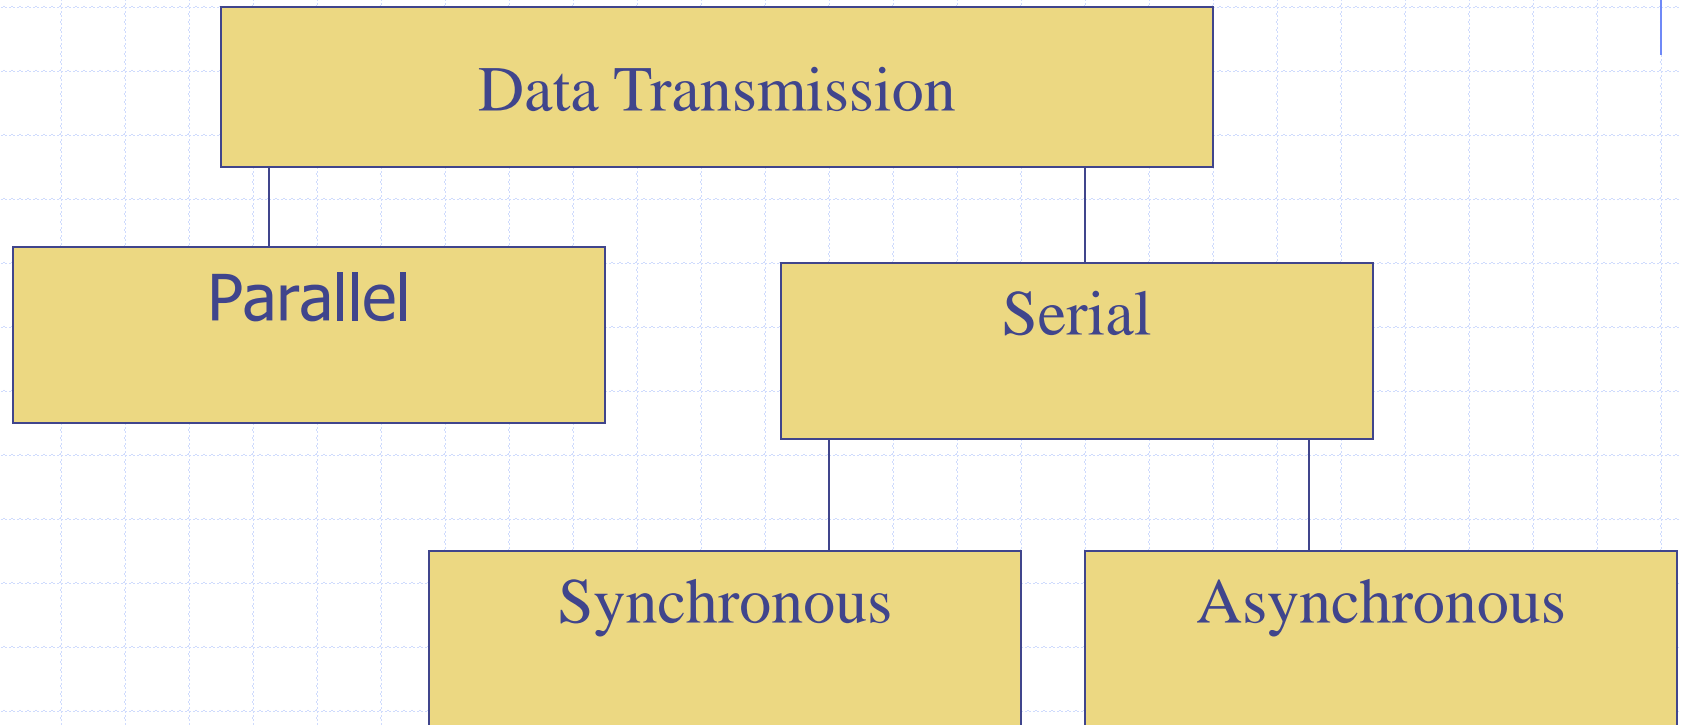 Data Transmission
Parallel
Serial
Synchronous
Asynchronous